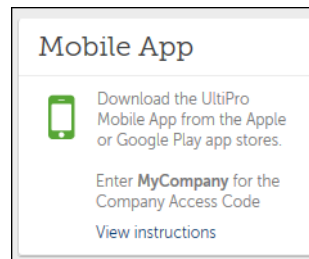 Mobile App
Download the UltiPro
Mobile App from the Apple
or Google Play app stores.
Enter MyCompany for the
Company Access Code
View instructions